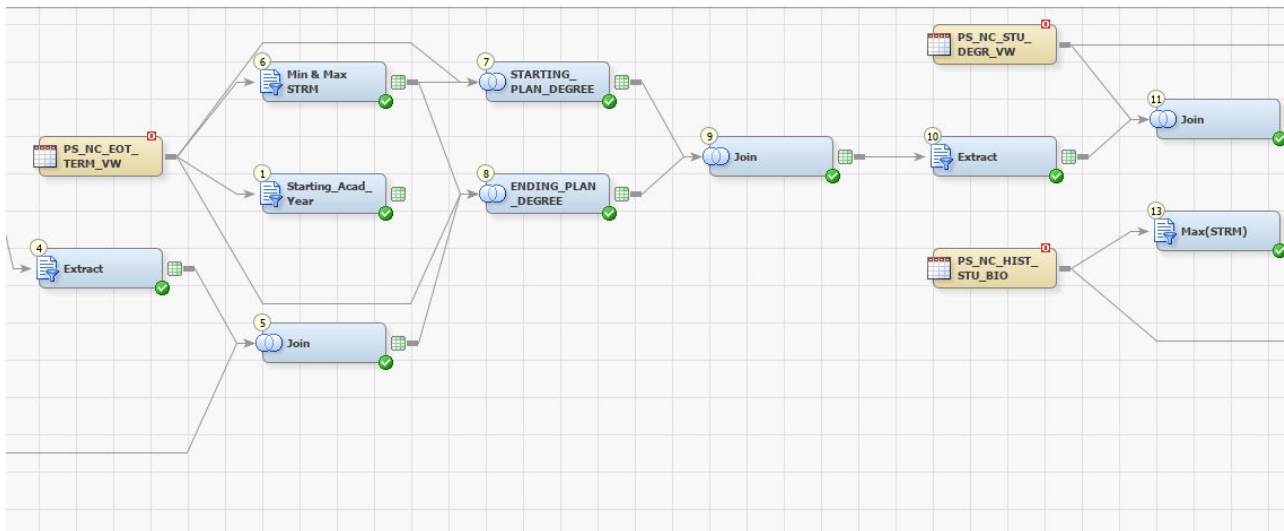 PS_NC_STU_
DEGR_VW
6
Min & Max
STRM
7
STARTING_
PLAN_DEGREE
11
Join
PS_NC_EOT_
TERM_VW
9
Join
10
Extract
1
Starting_Acad_
Year
8
ENDING_PLAN
_DEGREE
13
Max(STRM)
4
Extract
PS_NC_HIST_
STU_BIO
5
Join